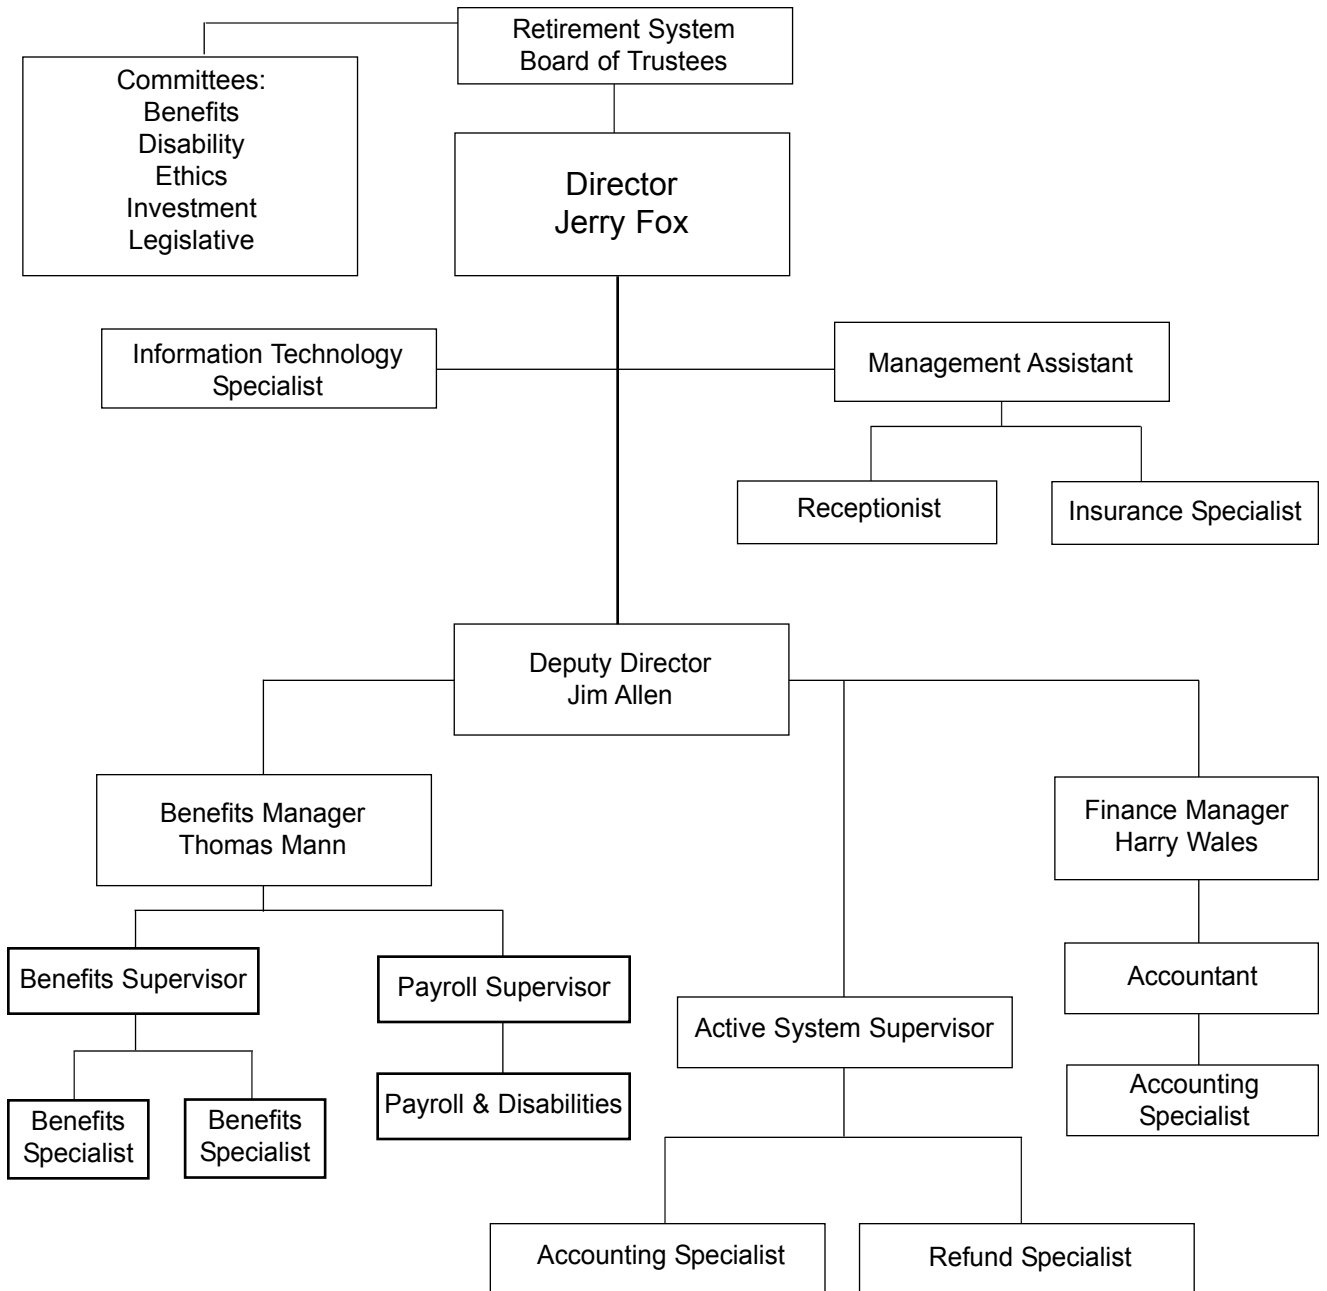 Retirement System
Board of Trustees
Committees:
Benefits
Disability
Ethics
Investment
Legislative
Director
Jerry Fox
Information Technology
Specialist
Management Assistant
Receptionist
Insurance Specialist
Deputy Director
Jim Allen
Benefits Manager
Thomas Mann
Finance Manager
Harry Wales
Benefits Supervisor
Payroll Supervisor
Active System Supervisor
Accountant
Benefits
Specialist
Benefits
Specialist
Payroll & Disabilities
Accounting
Specialist
Accounting Specialist
Refund Specialist